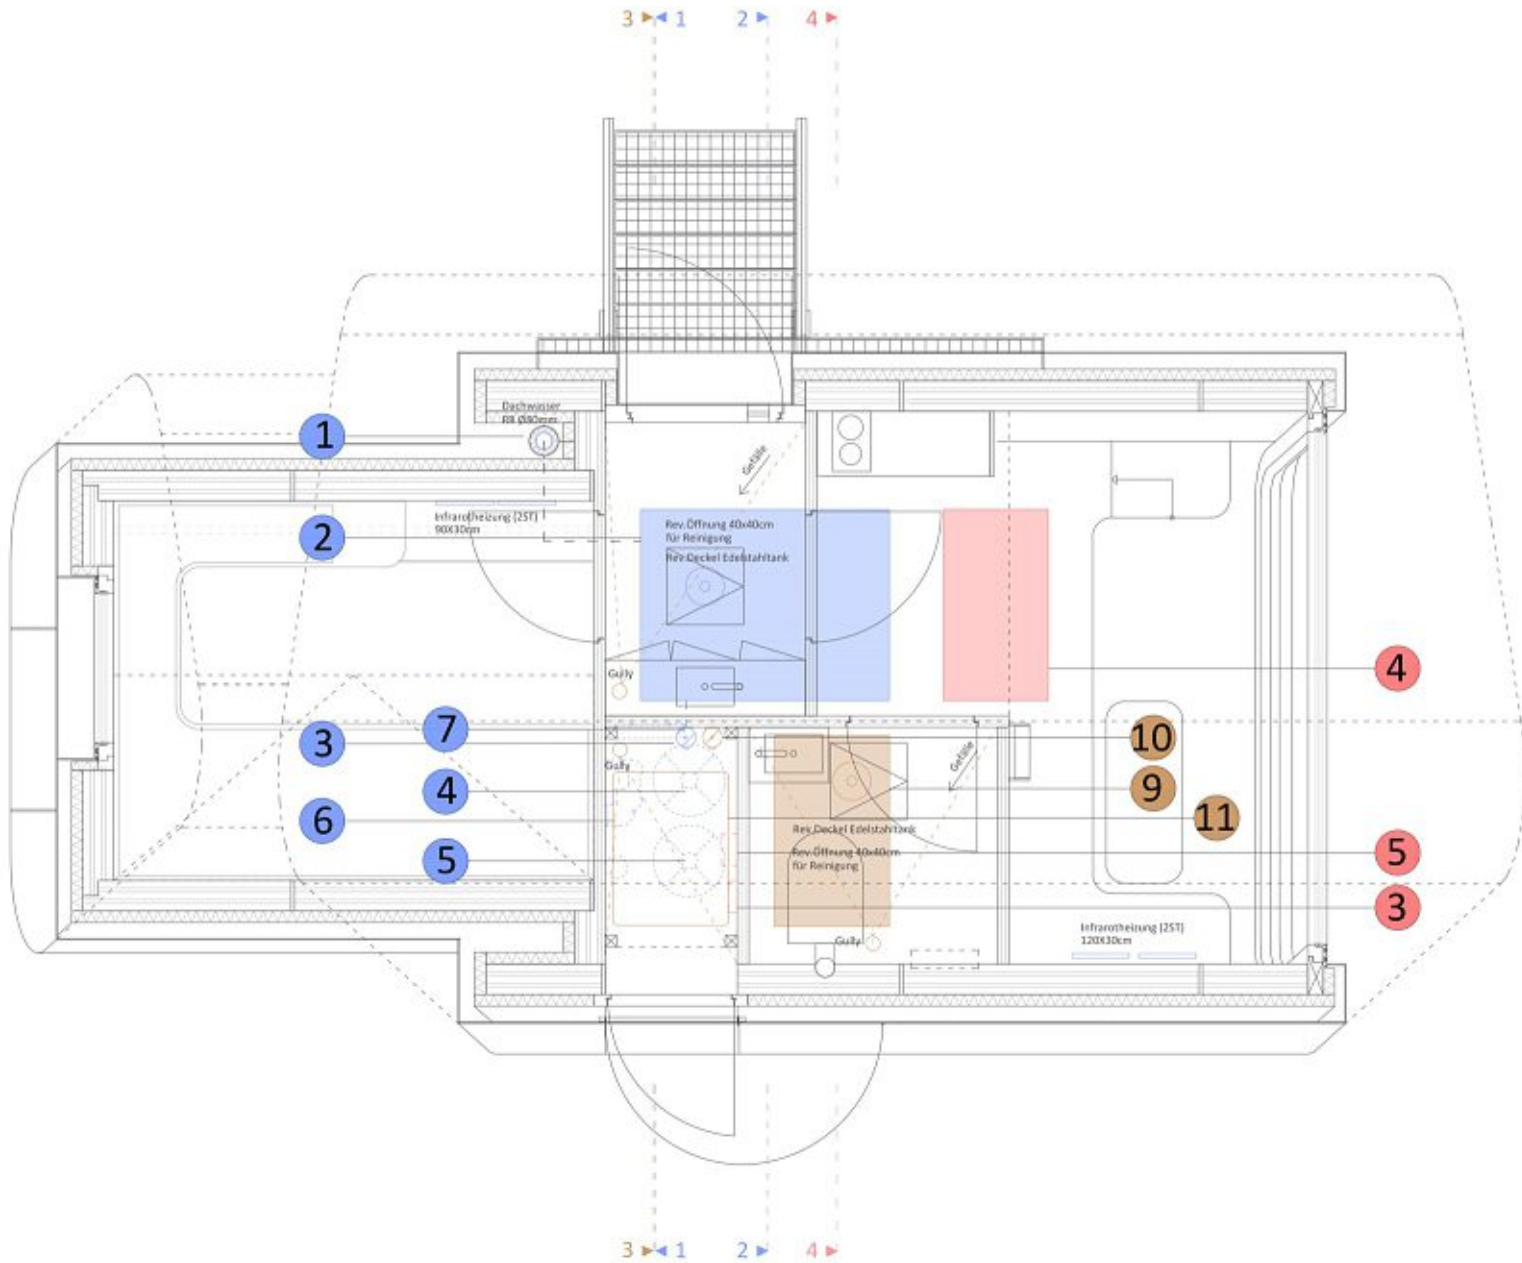 3 1 2 4
Dachwasser
RR Ø80mm
1
Gefälle
Infrarotheizung (2ST)
90X30cm
2
Rev.Öffnung 40x40cm
für Reinigung
Rev.Deckel Edelstahltank
4
Gully
7
3
10
Gefälle
Gully
4
9
6
11
Rev.Deckel Edelstahltank
5
Rev.Öffnung 40x40cm
für Reinigung
5
3
Infrarotheizung (2ST)
120X30cm
Gully
3 1 2 4